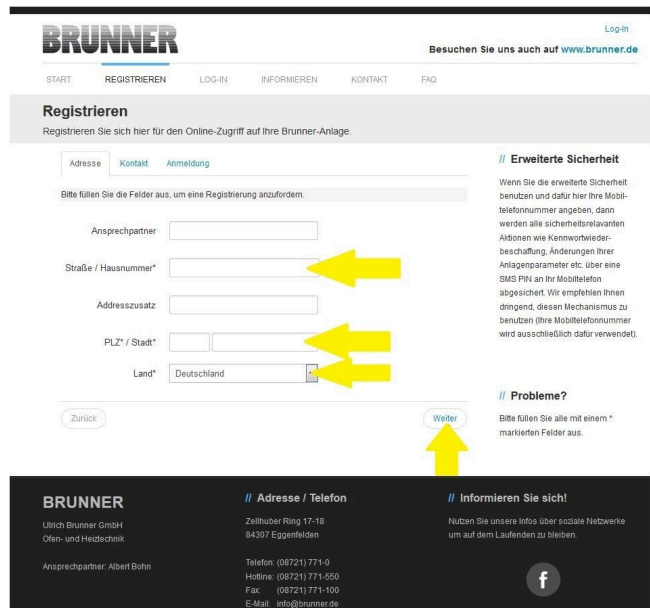 BRUNNER
Log-In
Besuchen Sie uns auch auf www.brunner.de
START REGISTRIEREN LOG-IN INFORMIEREN KONTAKT FAQ
Registrieren
Registrieren Sie sich hier für den Online-Zugriff auf Ihre Brunner-Anlage.
Adresse Kontakt Anmeldung
Bitte füllen Sie die Felder aus, um eine Registrierung anzufordern.
Ansprechpartner
Straße / Hausnummer*
Addresszusatz
PLZ* / Stadt*
Land* Deutschland
Zurück Weiter
// Erweiterte Sicherheit
Wenn Sie die erweiterte Sicherheit
benutzen und dafür hier Ihre Mobil-
telefonnummer angeben, dann
werden alle sicherheitsrelavanten
Aktionen wie Kennwortwieder-
beschaffung, Änderungen Ihrer
Anlagenparameter etc. über eine
SMS PIN an Ihr Mobiltelefon
abgesichert. Wir empfehlen Ihnen
dringend, diesen Mechanismus zu
benutzen (Ihre Mobiltelefonnummer
wird ausschließlich dafür verwendet).
// Probleme?
Bitte füllen Sie alle mit einem *
markierten Felder aus.
BRUNNER
Ulrich Brunner GmbH
Ofen- und Heiztechnik
Ansprechpartner: Albert Bohn
// Adresse / Telefon
Zellhuber Ring 17-18
84307 Eggenfelden
Telefon: (08721) 771-0
Hotline: (08721) 771-550
Fax: (08721) 771-100
E-Mail: info@brunner.de
// Informieren Sie sich!
Nutzen Sie unsere Infos über soziale Netzwerke
um auf dem Laufenden zu bleiben.
f